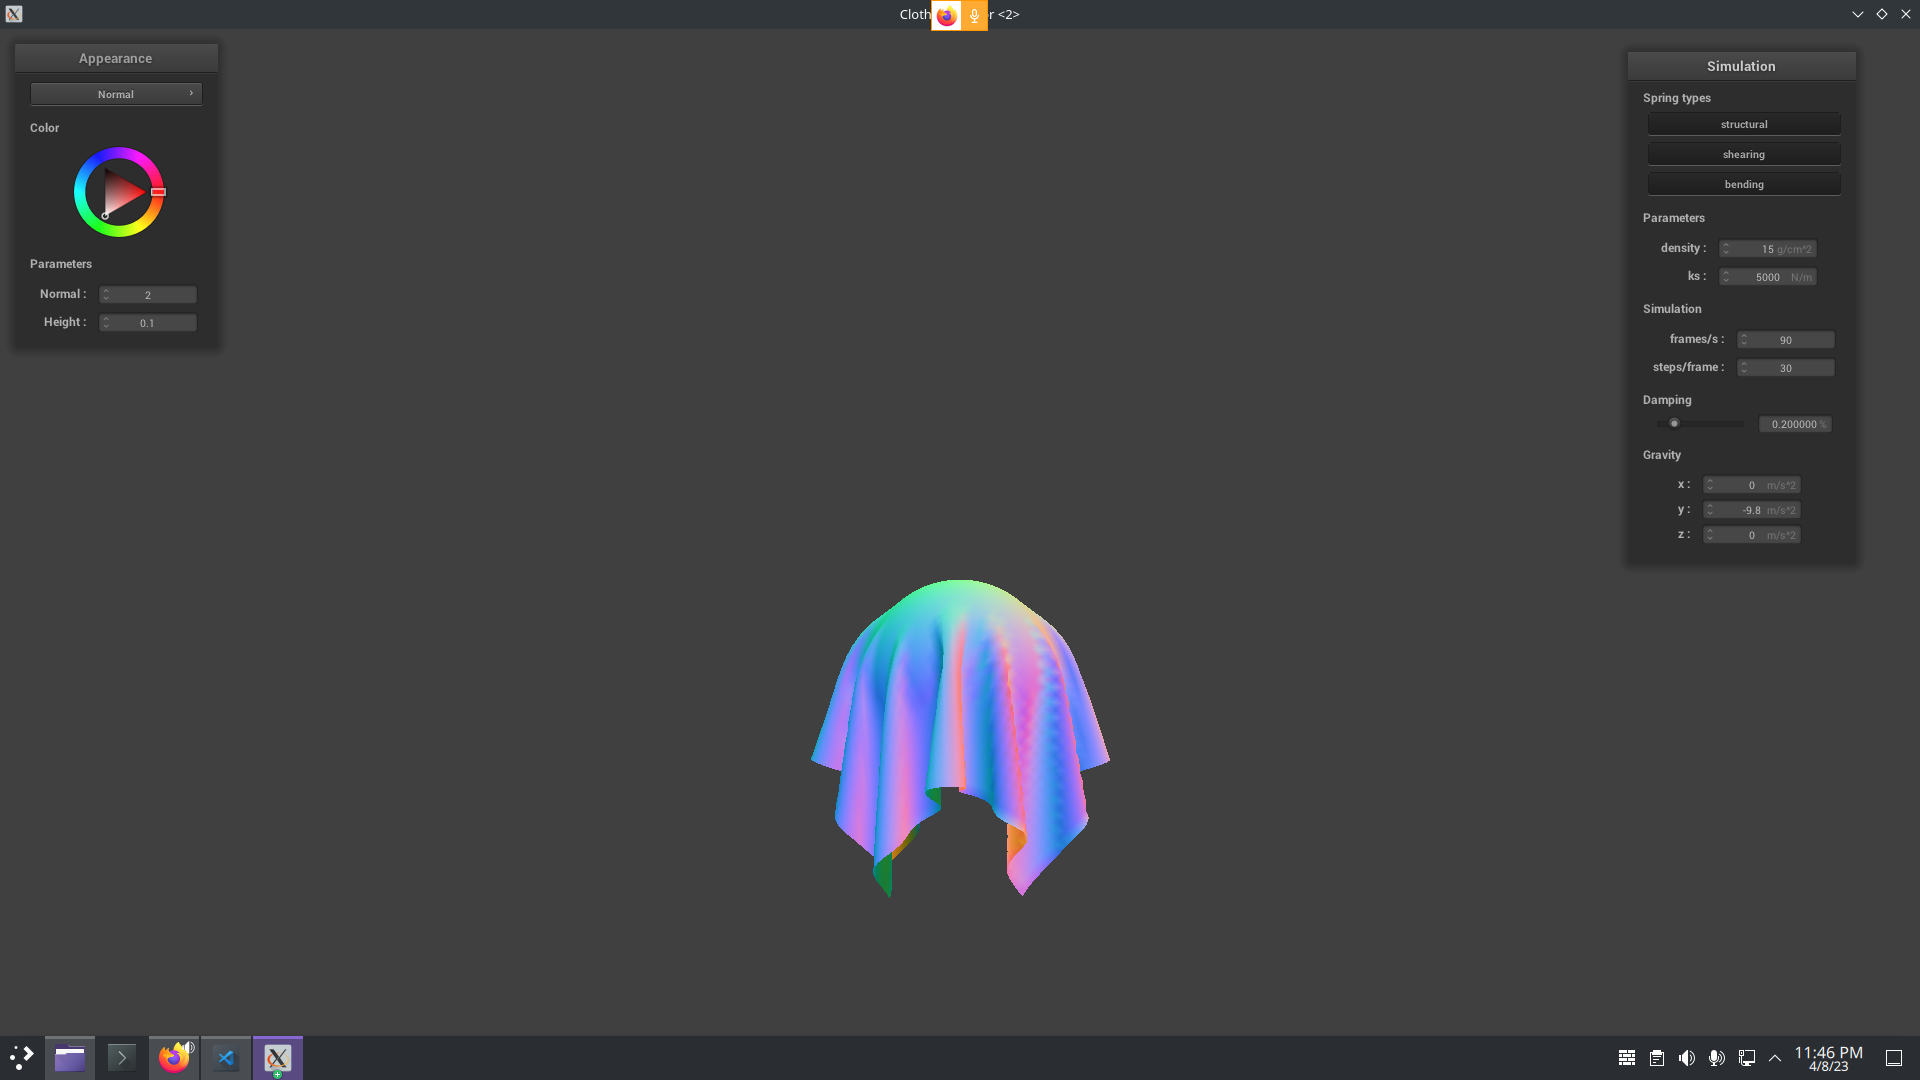 Cloth r <2>
Appearance
Normal
Color
Parameters
Normal : 2
Height : 0.1
Simulation
Spring types
structural
shearing
bending
Parameters
density : 15 g/cm^2
ks : 5000 N/m
Simulation
frames/s : 90
steps/frame : 30
Damping
0.200000 %
Gravity
x : 0 m/s^2
y : -9.8 m/s^2
z : 0 m/s^2
11:46 PM
4/8/23